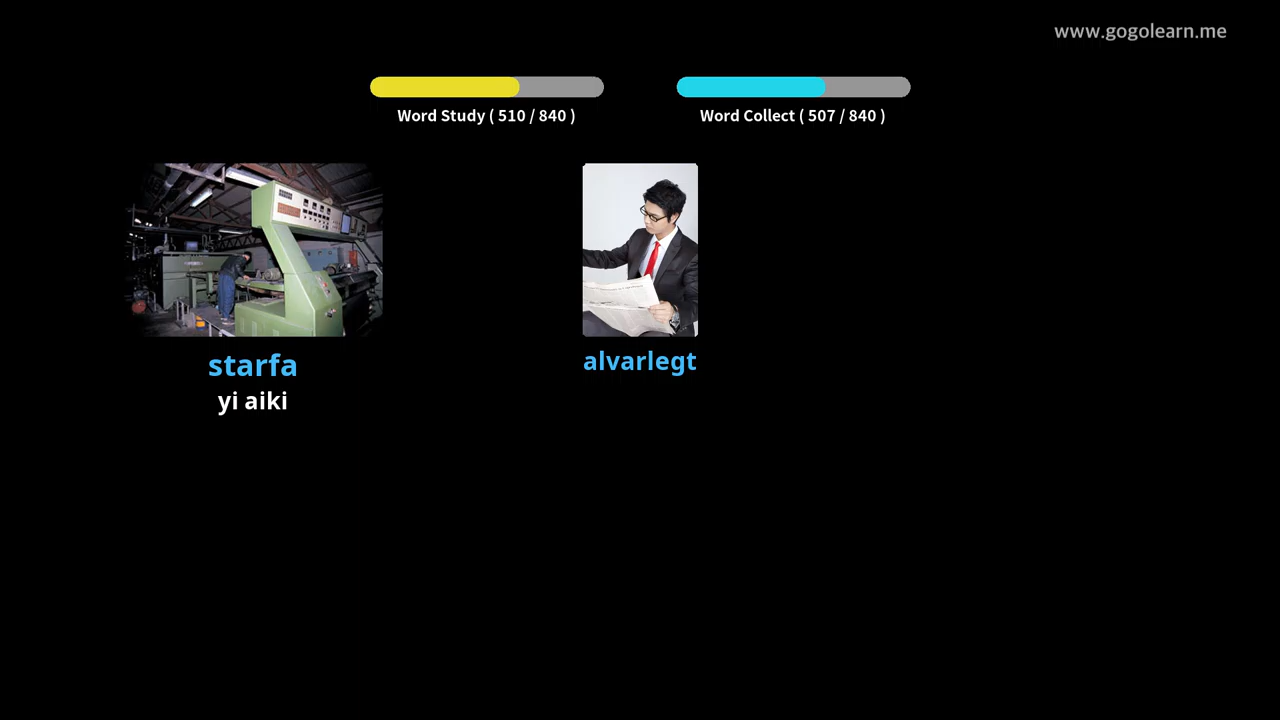 www.gogolearn.me
Word Study ( 510 / 840 )
Word Collect ( 507 / 840 )
starfa
yi aiki
alvarlegt